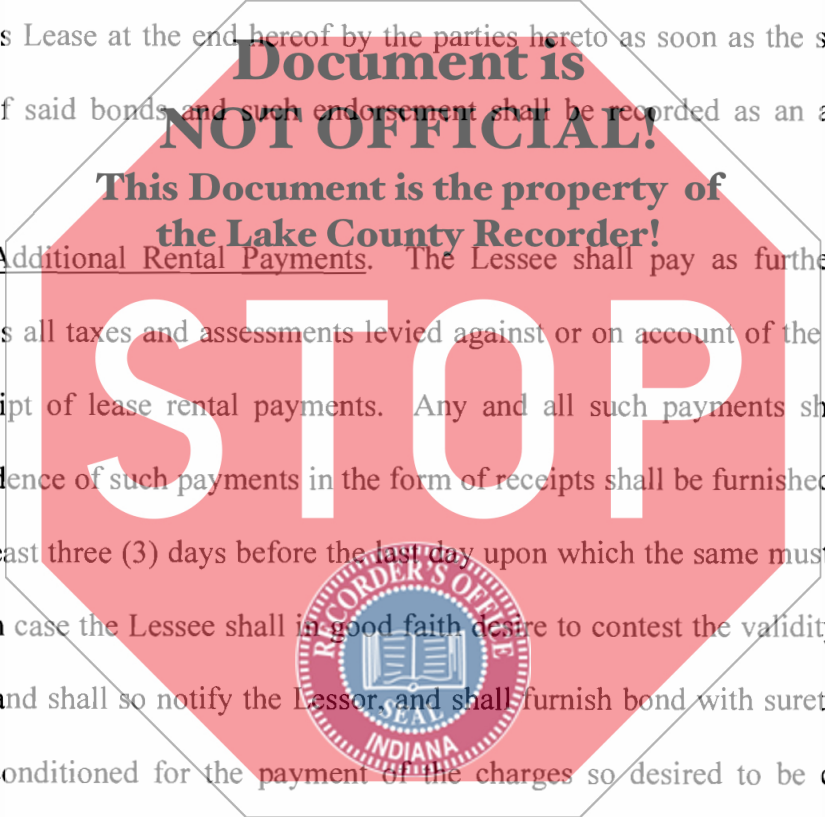 s Lease at the end hereof by the parties hereto as soon as the s
Document is
f said bonds and such endorsement shall be recorded as an a
NOT OFFICIAL!
This Document is the property of
the Lake County Recorder!
Additional Rental Payments. The Lessee shall pay as furthe
s all taxes and assessments levied against or on account of the
STOP
ipt of lease rental payments. Any and all such payments sh
dence of such payments in the form of receipts shall be furnished
east three (3) days before the last day upon which the same must
n case the Lessee shall in good faith desire to contest the validity
and shall so notify the Lessor, and shall furnish bond with suret
onditioned for the payment of the charges so desired to be c
RECORDER'S OFFICE
SEAL
INDIANA